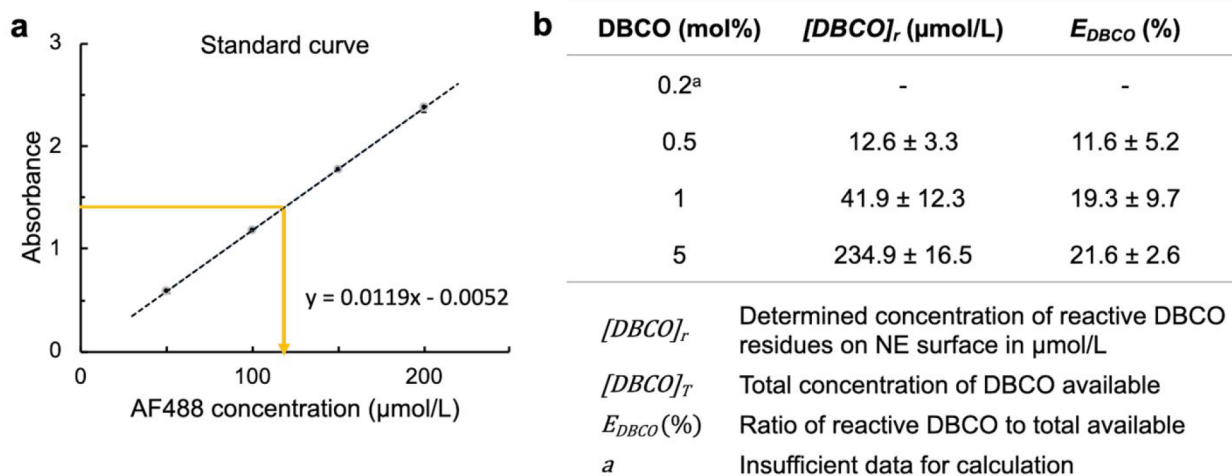 a
Standard curve
3
2
1
0
Absorbance
y = 0.0119x - 0.0052
0 100 200
AF488 concentration (µmol/L)
b
DBCO (mol%) [DBCO]r (µmol/L) EDBCO (%)
0.2a - -
0.5 12.6 ± 3.3 11.6 ± 5.2
1 41.9 ± 12.3 19.3 ± 9.7
5 234.9 ± 16.5 21.6 ± 2.6
[DBCO]r Determined concentration of reactive DBCO
residues on NE surface in µmol/L
[DBCO]T Total concentration of DBCO available
EDBCO(%) Ratio of reactive DBCO to total available
a Insufficient data for calculation